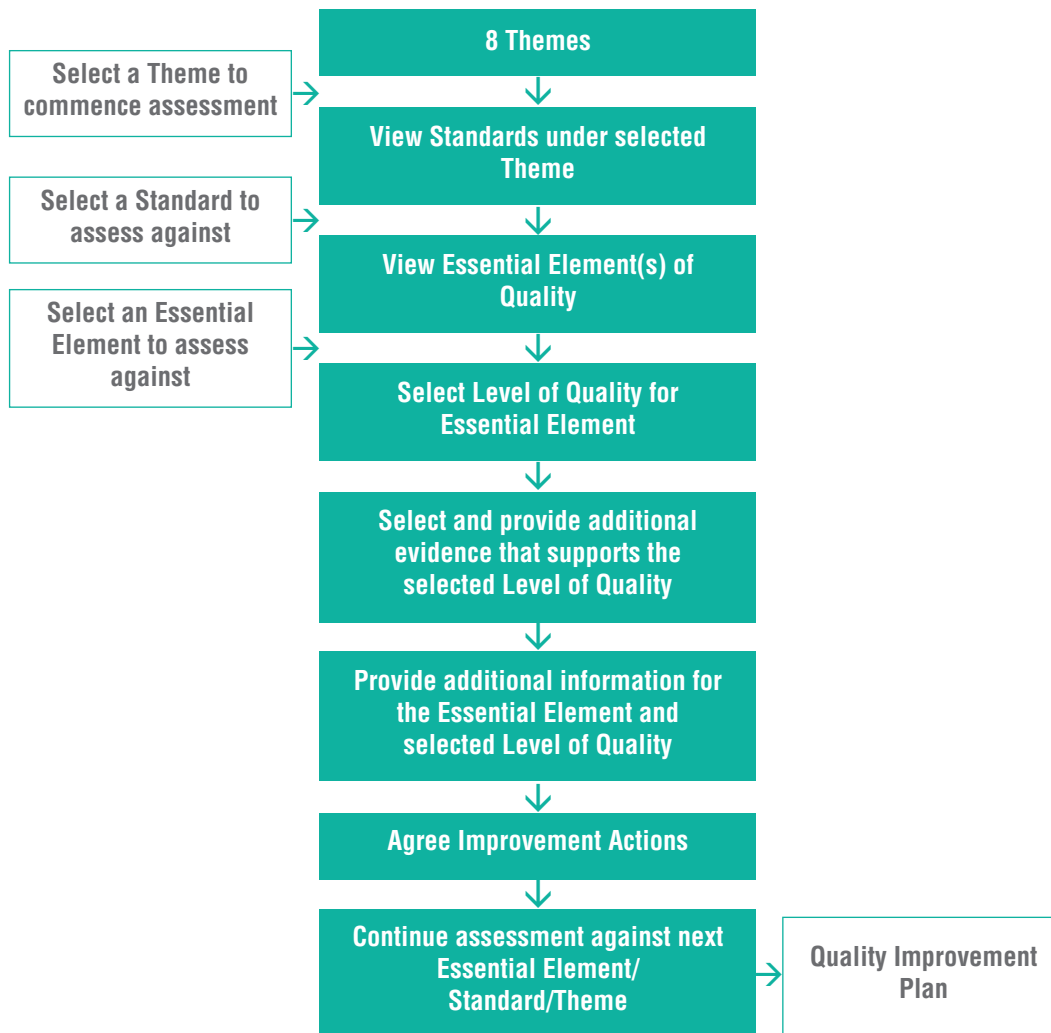 8 Themes
Select a Theme to
commence assessment
View Standards under selected
Theme
Select a Standard to
assess against
View Essential Element(s) of
Quality
Select an Essential
Element to assess
against
Select Level of Quality for
Essential Element
Select and provide additional
evidence that supports the
selected Level of Quality
Provide additional information for
the Essential Element and
selected Level of Quality
Agree Improvement Actions
Continue assessment against next
Essential Element/
Standard/Theme
Quality Improvement
Plan